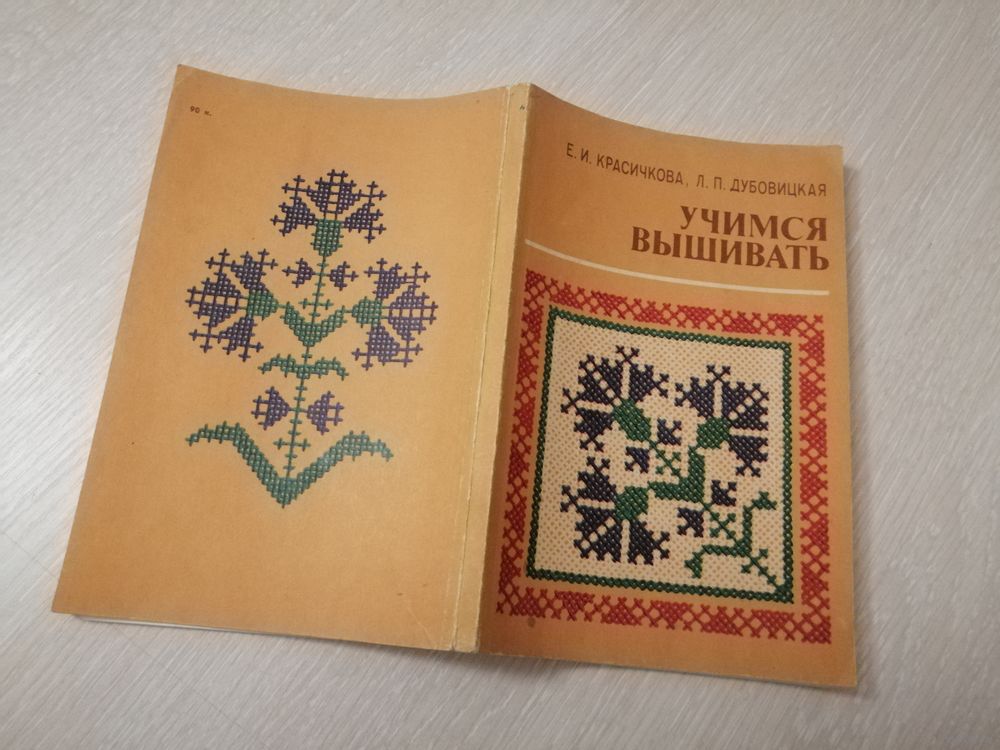 90 к.
Е. И. КРАСИЧКОВА, Л. П. ДУБОВИЦКАЯ
УЧИМСЯ
ВЫШИВАТЬ